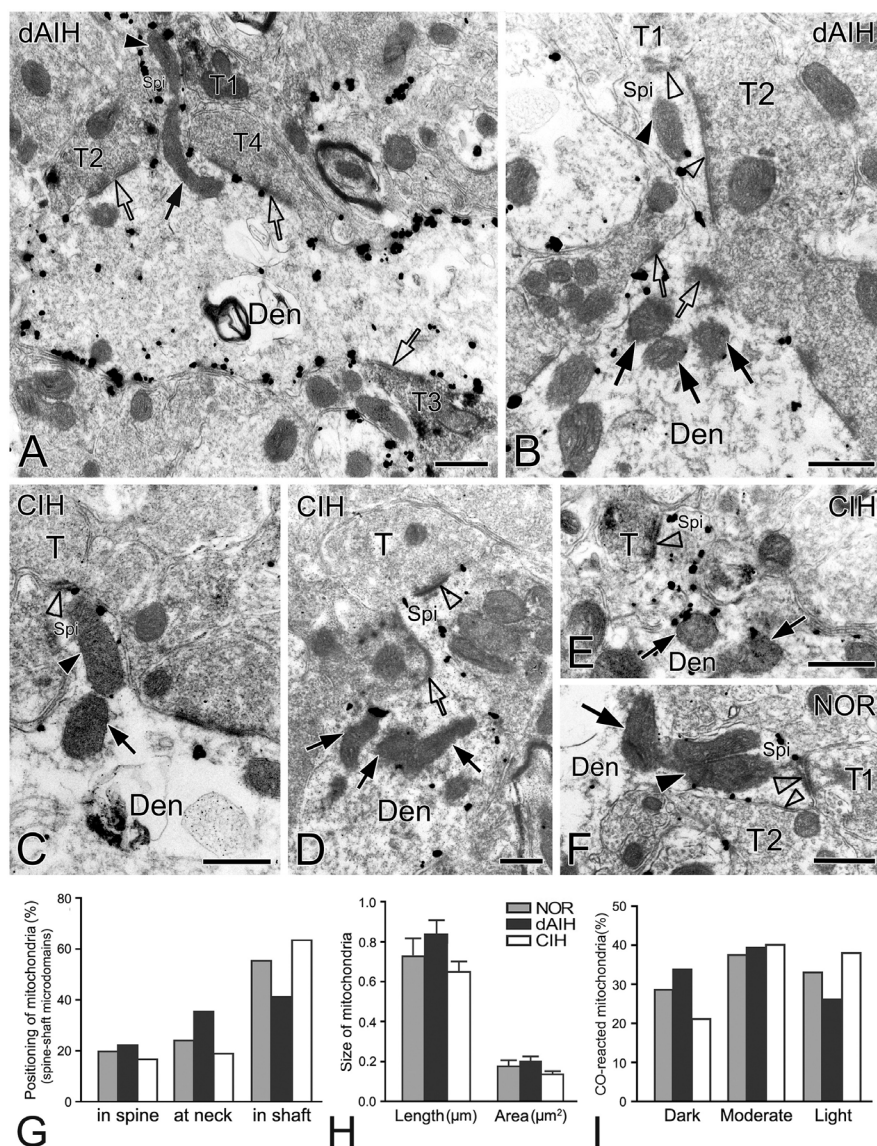 dAIH
Spi
T1
T2
T4
Den
T3
A
T1
dAIH
Spi
T2
Den
B
CIH
T
Spi
Den
C
CIH
T
Spi
Den
D
CIH
Spi
T
Den
E
NOR
Spi
Den
T1
T2
F
Positioning of mitochondria (%)
(spine-shaft microdomains)
80
60
40
20
0
in spine at neck in shaft
G
Size of mitochondria
1.0
0.8
0.6
0.4
0.2
0.0
NOR
dAIH
CIH
Length (µm) Area (µm²)
H
CO-reacted mitochondria(%)
50
40
30
20
10
0
Dark Moderate Light
I